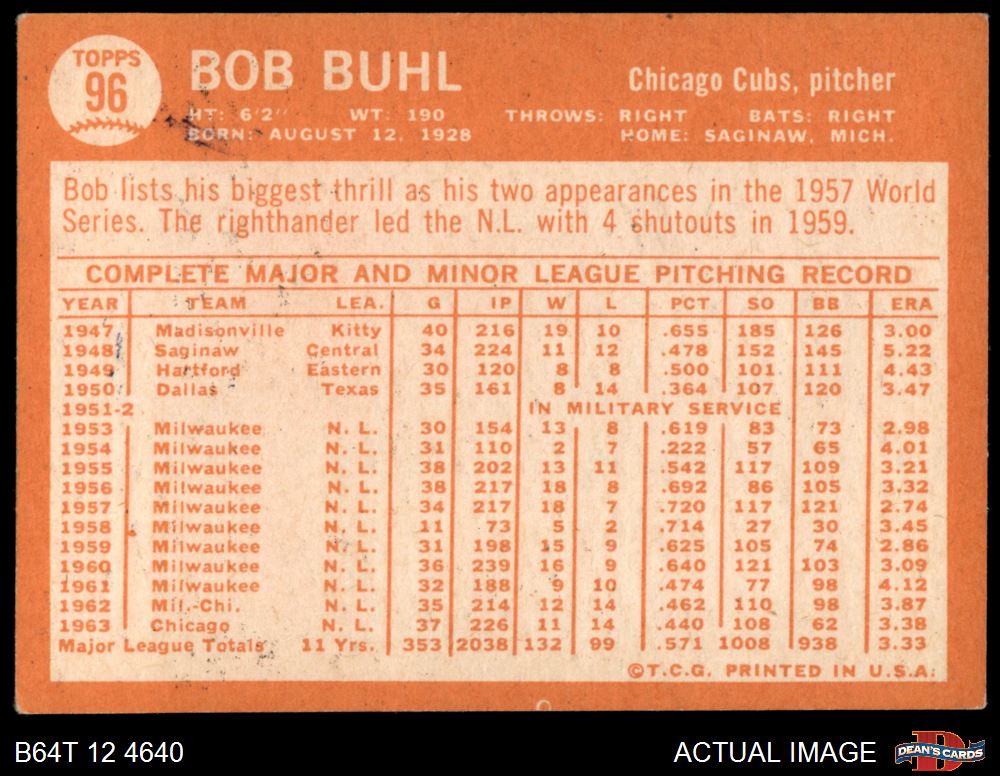 TOPPS
96
BOB BUHL
Chicago Cubs, pitcher
HT: 6'2" WT: 190 THROWS: RIGHT BATS: RIGHT
BORN: AUGUST 12, 1928 HOME: SAGINAW, MICH.
Bob lists his biggest thrill as his two appearances in the 1957 World
Series. The righthander led the N.L. with 4 shutouts in 1959.
COMPLETE MAJOR AND MINOR LEAGUE PITCHING RECORD
YEAR TEAM LEA. G IP W L PCT. SO BB ERA
1947 Madisonville Kitty 40 216 19 10 .655 185 126 3.00
1948 Saginaw Central 34 224 11 12 .478 152 145 5.22
1949 Hartford Eastern 30 120 8 8 .500 101 111 4.43
1950 Dallas Texas 35 161 8 14 .364 107 120 3.47
1951-2 IN MILITARY SERVICE
1953 Milwaukee N. L. 30 154 13 8 .619 83 73 2.98
1954 Milwaukee N. L. 31 110 2 7 .222 57 65 4.01
1955 Milwaukee N. L. 38 202 13 11 .542 117 109 3.21
1956 Milwaukee N. L. 38 217 18 8 .692 86 105 3.32
1957 Milwaukee N. L. 34 217 18 7 .720 117 121 2.74
1958 Milwaukee N. L. 11 73 5 2 .714 27 30 3.45
1959 Milwaukee N. L. 31 198 15 9 .625 105 74 2.86
1960 Milwaukee N. L. 36 239 16 9 .640 121 103 3.09
1961 Milwaukee N. L. 32 188 9 10 .474 77 98 4.12
1962 Mil.-Chi. N. L. 35 214 12 14 .462 110 98 3.87
1963 Chicago N. L. 37 226 11 14 .440 108 62 3.38
Major League Totals 11 Yrs. 353 2038 132 99 .571 1008 938 3.33
©T.C.G. PRINTED IN U.S.A.
B64T 12 4640 ACTUAL IMAGE
D
DEAN'S CARDS